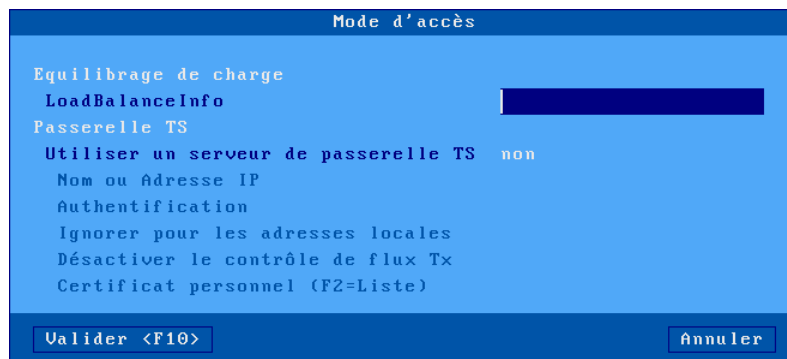 Mode d'accès
Equilibrage de charge
LoadBalanceInfo
Passerelle TS
Utiliser un serveur de passerelle TS non
Nom ou Adresse IP
Authentification
Ignorer pour les adresses locales
Désactiver le contrôle de flux Tx
Certificat personnel (F2=Liste)
Valider <F10> Annuler